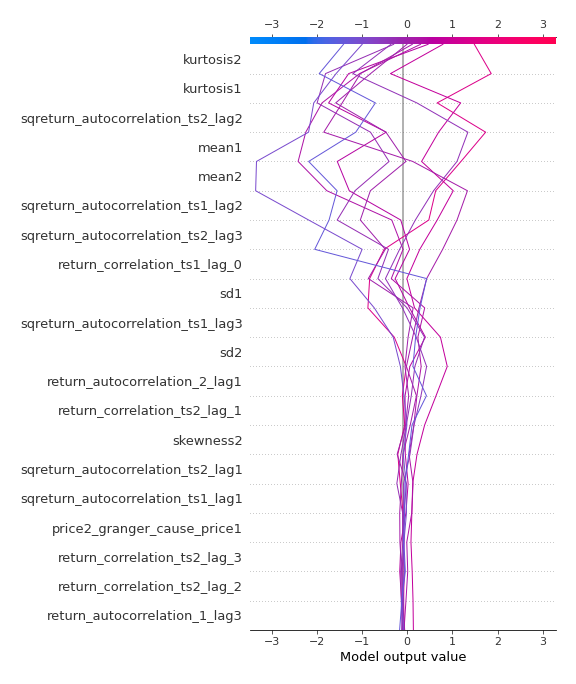 −3 −2 −1 0 1 2 3
kurtosis2
kurtosis1
sqreturn_autocorrelation_ts2_lag2
mean1
mean2
sqreturn_autocorrelation_ts1_lag2
sqreturn_autocorrelation_ts2_lag3
return_correlation_ts1_lag_0
sd1
sqreturn_autocorrelation_ts1_lag3
sd2
return_autocorrelation_2_lag1
return_correlation_ts2_lag_1
skewness2
sqreturn_autocorrelation_ts2_lag1
sqreturn_autocorrelation_ts1_lag1
price2_granger_cause_price1
return_correlation_ts2_lag_3
return_correlation_ts2_lag_2
return_autocorrelation_1_lag3
−3 −2 −1 0 1 2 3
Model output value